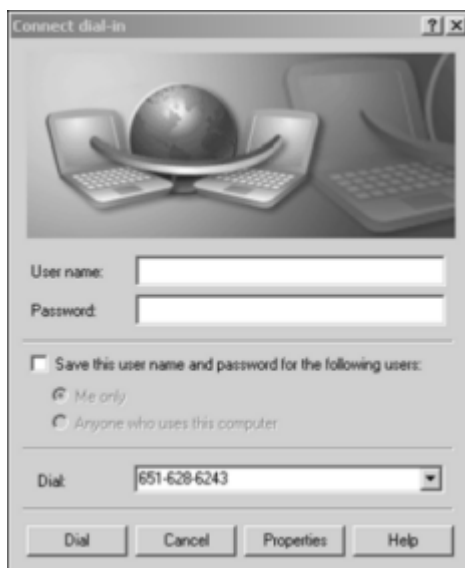 Connect dial-in
User name:
Password:
Save this user name and password for the following users:
Me only
Anyone who uses this computer
Dial:
651-628-6243
Dial Cancel Properties Help